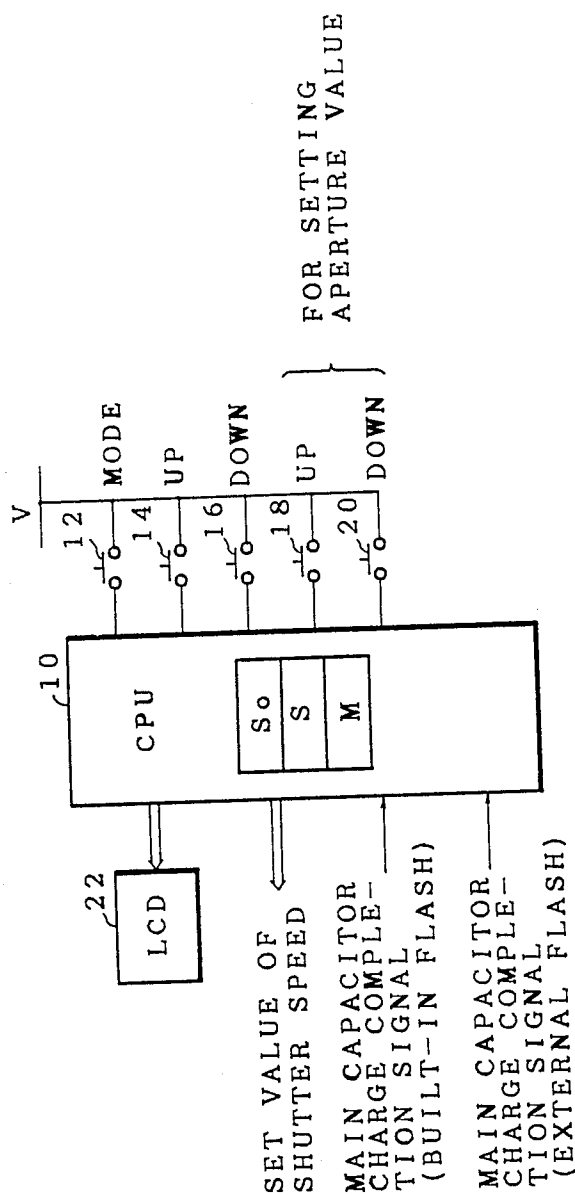 V
12
MODE
14
UP
16
DOWN
18
UP
20
DOWN
FOR SETTING
APERTURE VALUE
10
CPU
So
S
M
22
LCD
SET VALUE OF
SHUTTER SPEED
MAIN CAPACITOR
CHARGE COMPLE-
TION SIGNAL
(BUILT-IN FLASH)
MAIN CAPACITOR
CHARGE COMPLE-
TION SIGNAL
(EXTERNAL FLASH)